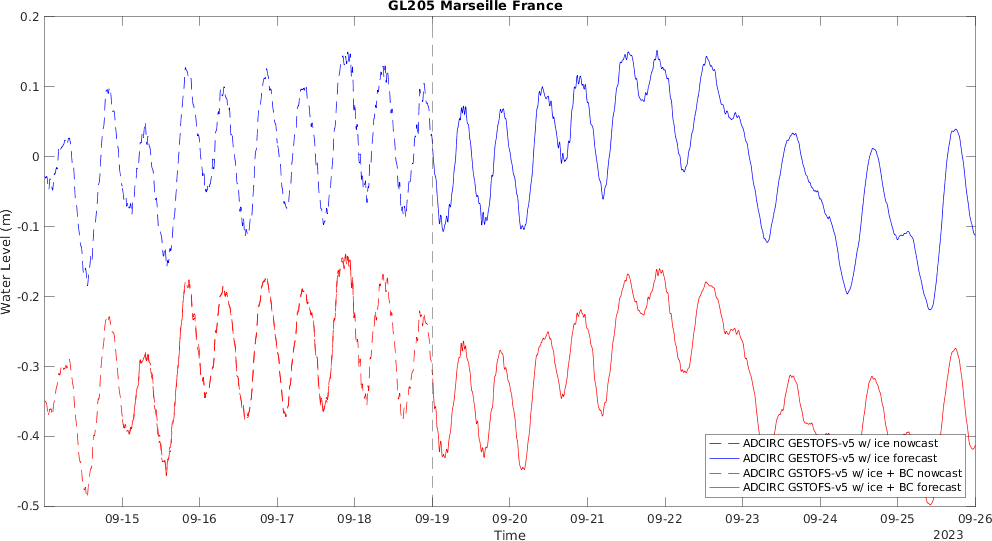 GL205 Marseille France
Water Level (m)
0.2
0.1
0
-0.1
-0.2
-0.3
-0.4
-0.5
ADCIRC GESTOFS-v5 w/ ice nowcast
ADCIRC GESTOFS-v5 w/ ice forecast
ADCIRC GSTOFS-v5 w/ ice + BC nowcast
ADCIRC GSTOFS-v5 w/ ice + BC forecast
09-15 09-16 09-17 09-18 09-19 09-20 09-21 09-22 09-23 09-24 09-25 09-26
Time
2023